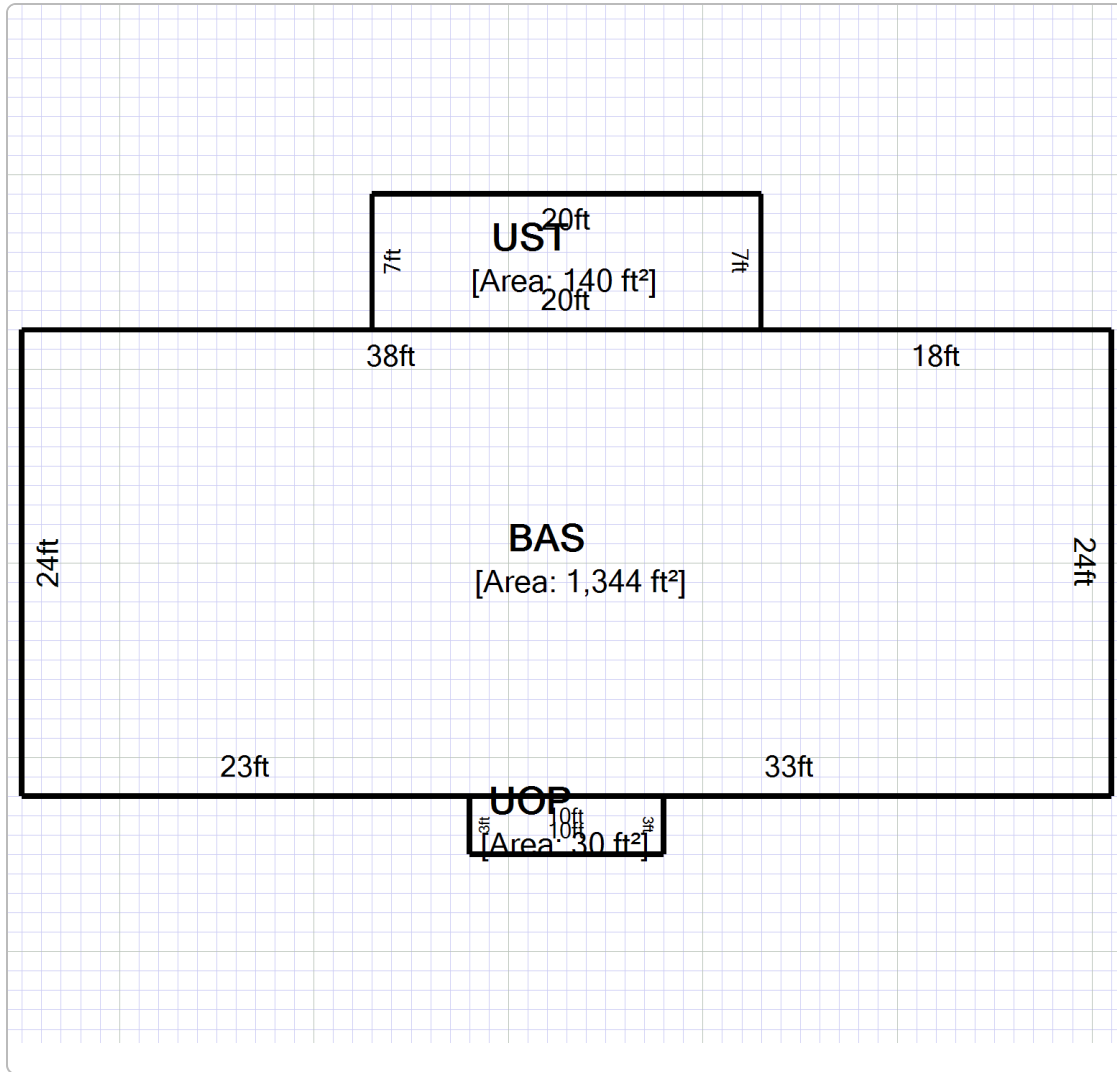 20ft
UST
7ft
7ft
[Area: 140 ft²]
20ft
38ft
18ft
BAS
24ft
24ft
[Area: 1,344 ft²]
23ft
33ft
UOP
10ft
3ft
3ft
10ft
[Area: 30 ft²]